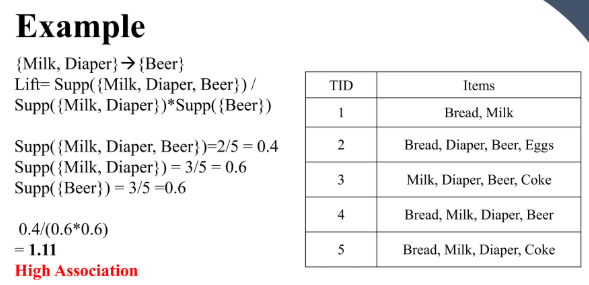 Example
{Milk, Diaper}→{Beer}
Lift= Supp({Milk, Diaper, Beer}) /
Supp({Milk, Diaper})*Supp({Beer})
Supp({Milk, Diaper, Beer})=2/5 = 0.4
Supp({Milk, Diaper}) = 3/5 = 0.6
Supp({Beer}) = 3/5 =0.6
0.4/(0.6*0.6)
= 1.11
High Association
TID Items
1 Bread, Milk
2 Bread, Diaper, Beer, Eggs
3 Milk, Diaper, Beer, Coke
4 Bread, Milk, Diaper, Beer
5 Bread, Milk, Diaper, Coke